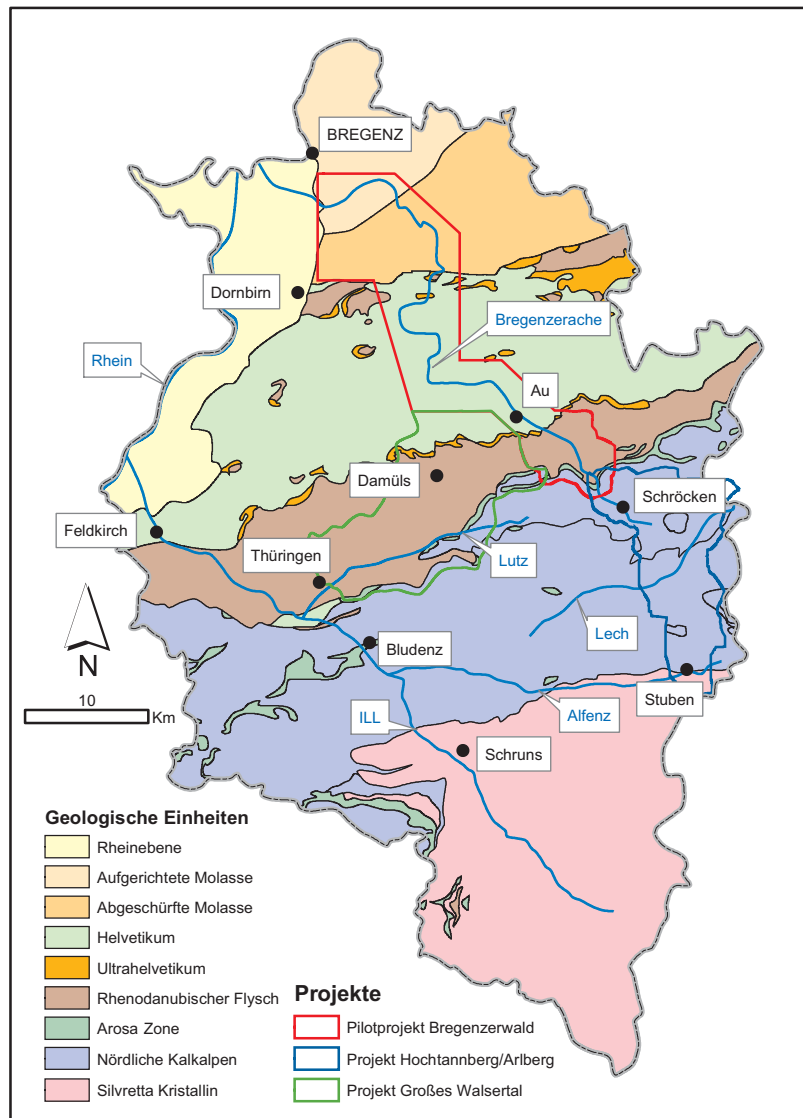 BREGENZ
Dornbirn
Bregenzerache
Rhein
Au
Damüls
Schröcken
Feldkirch
Thüringen
Lutz
N
Bludenz
Lech
10
Km
Stuben
ILL
Alfenz
Schruns
Geologische Einheiten
Rheinebene
Aufgerichtete Molasse
Abgeschürfte Molasse
Helvetikum
Ultrahelvetikum
Rhenodanubischer Flysch
Arosa Zone
Nördliche Kalkalpen
Silvretta Kristallin
Projekte
Pilotprojekt Bregenzerwald
Projekt Hochtannberg/Arlberg
Projekt Großes Walsertal